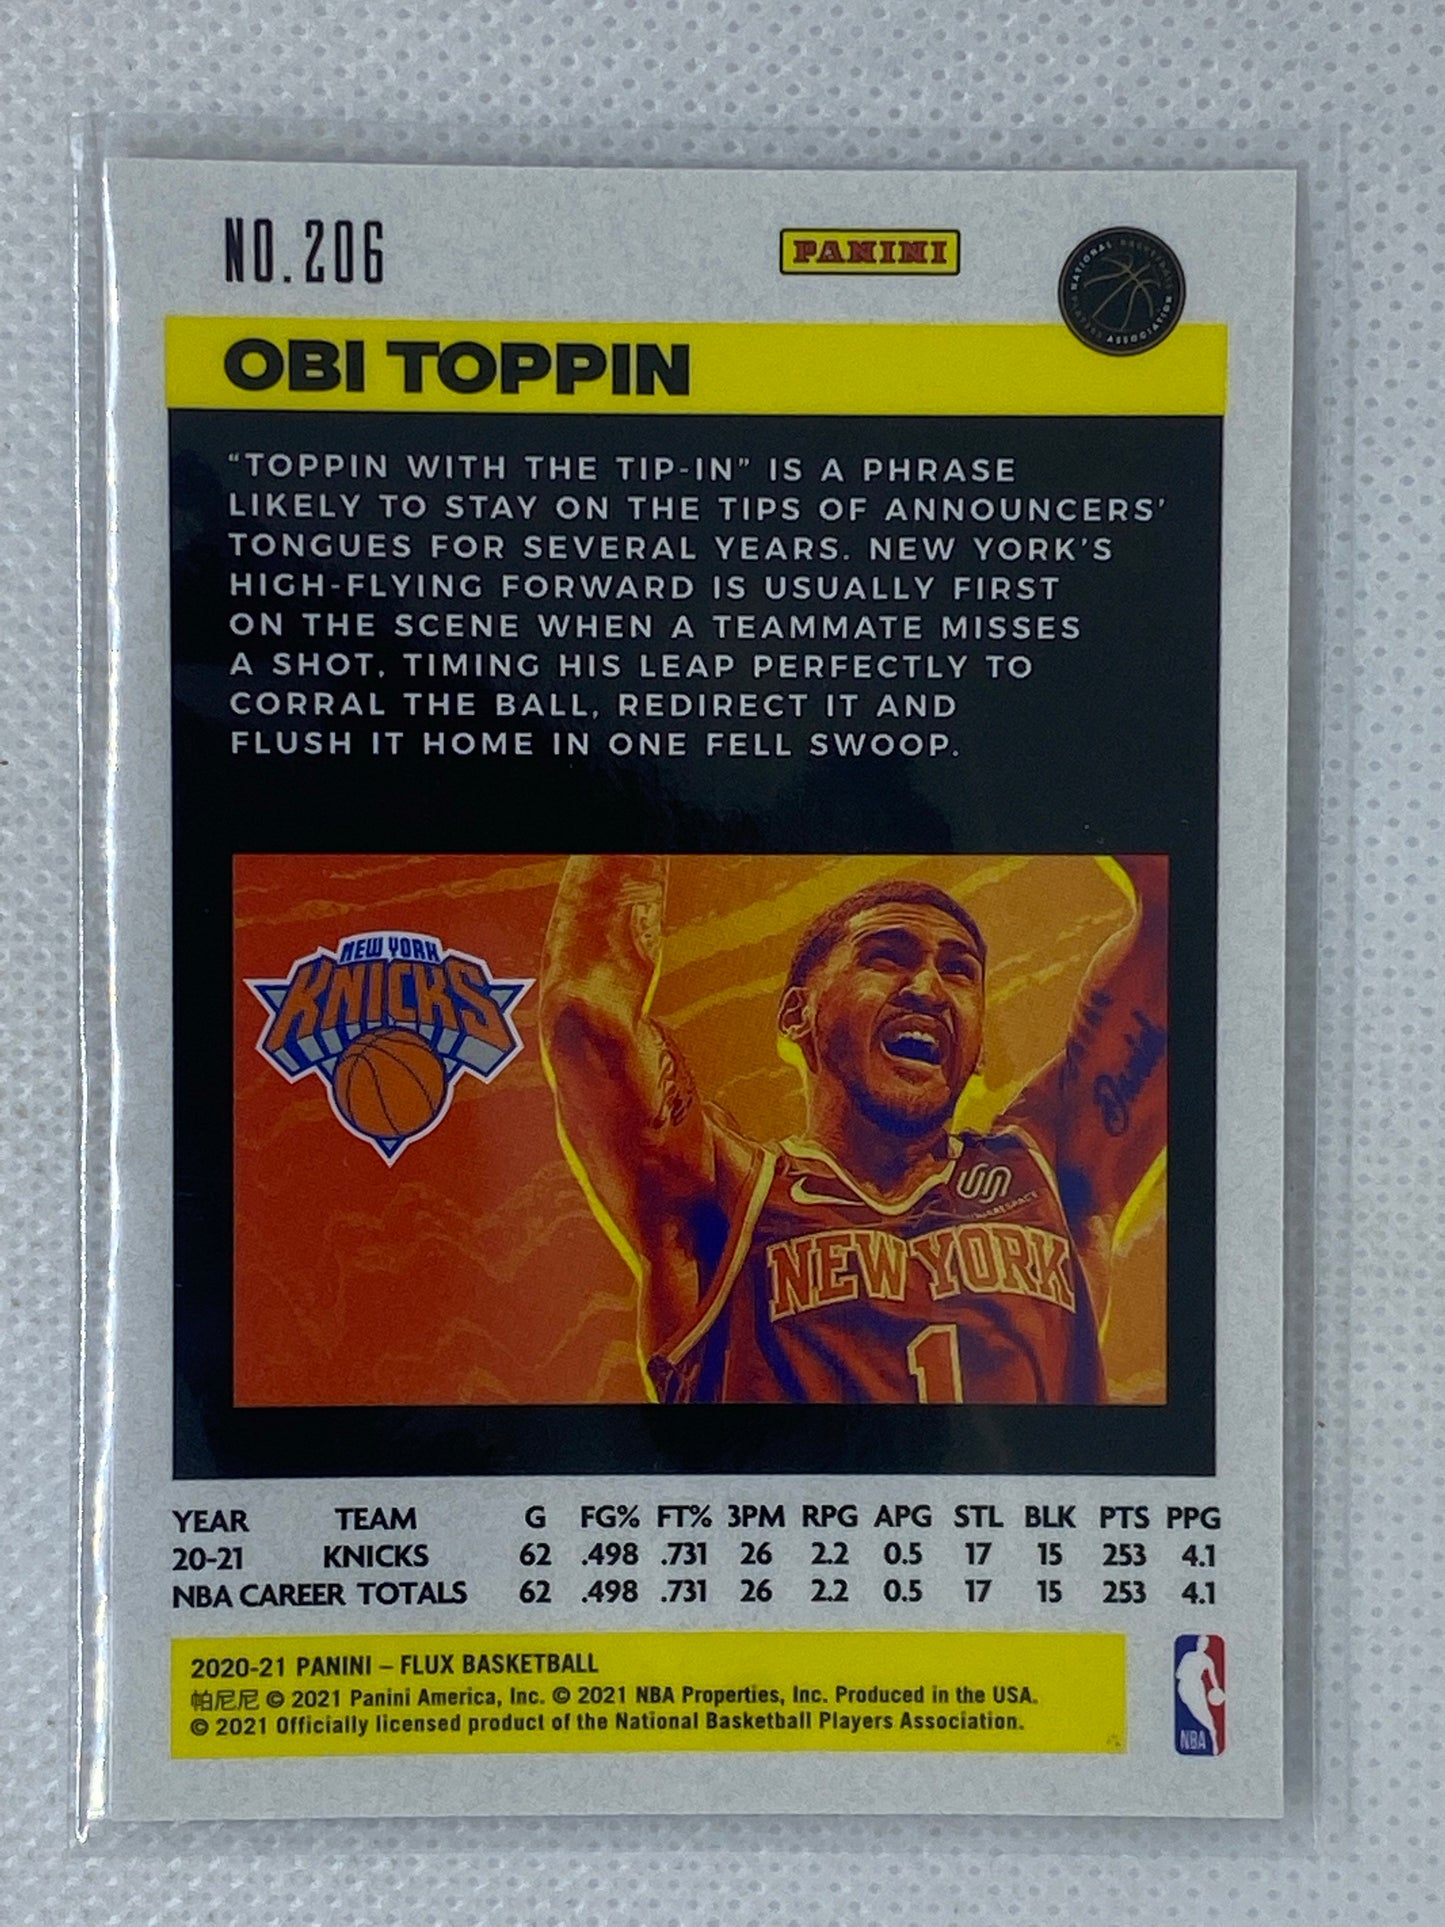 NO.206
PANINI
NATIONAL BASKETBALL PLAYERS ASSOCIATION
OBI TOPPIN
“TOPPIN WITH THE TIP-IN” IS A PHRASE
LIKELY TO STAY ON THE TIPS OF ANNOUNCERS’
TONGUES FOR SEVERAL YEARS. NEW YORK’S
HIGH-FLYING FORWARD IS USUALLY FIRST
ON THE SCENE WHEN A TEAMMATE MISSES
A SHOT, TIMING HIS LEAP PERFECTLY TO
CORRAL THE BALL, REDIRECT IT AND
FLUSH IT HOME IN ONE FELL SWOOP.
NEW YORK
KNICKS
David
SQUARESPACE
NEW YORK
1
YEAR TEAM G FG% FT% 3PM RPG APG STL BLK PTS PPG
20-21 KNICKS 62 .498 .731 26 2.2 0.5 17 15 253 4.1
NBA CAREER TOTALS 62 .498 .731 26 2.2 0.5 17 15 253 4.1
2020-21 PANINI – FLUX BASKETBALL
帕尼尼 © 2021 Panini America, Inc. © 2021 NBA Properties, Inc. Produced in the USA.
© 2021 Officially licensed product of the National Basketball Players Association.
NBA